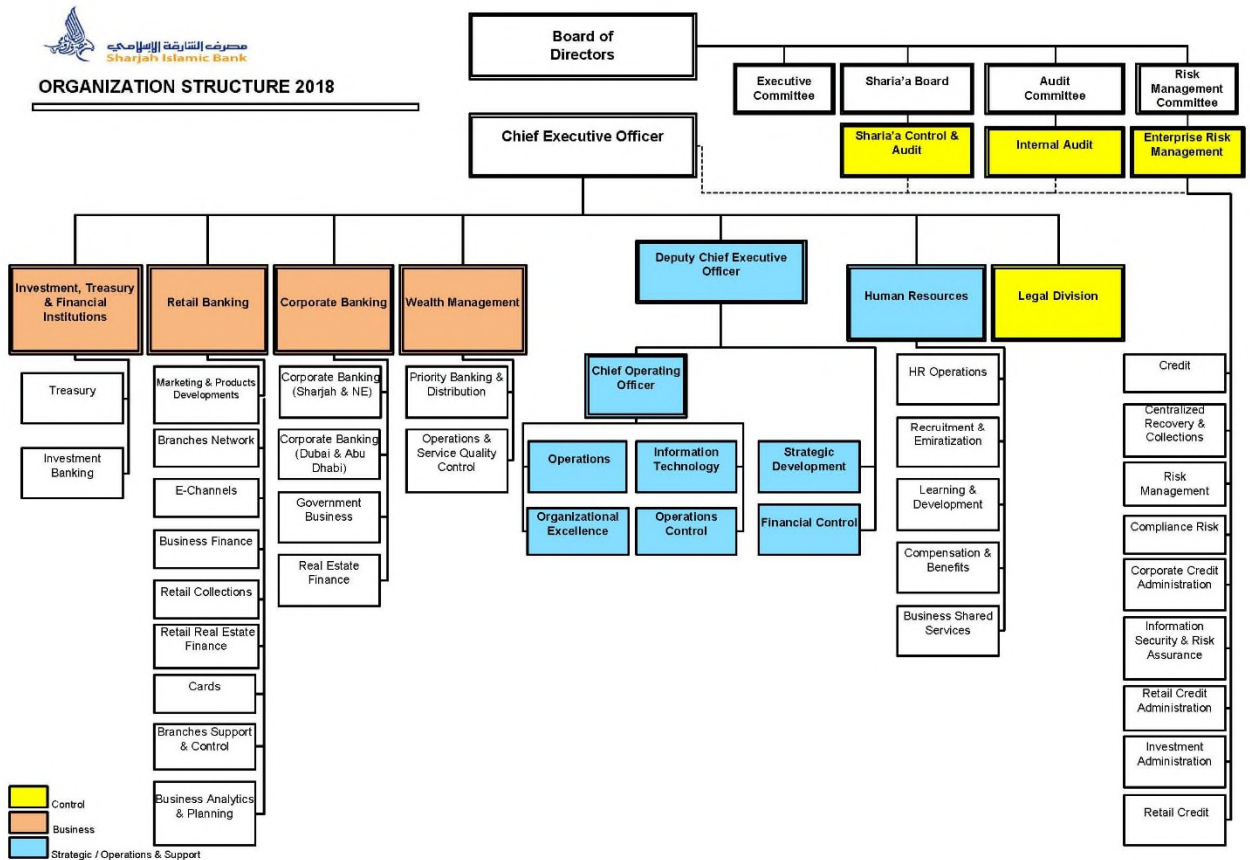 مصرف الشارقة الإسلامي
Sharjah Islamic Bank
ORGANIZATION STRUCTURE 2018
Board of
Directors
Executive
Committee
Sharia'a Board
Audit
Committee
Risk
Management
Committee
Chief Executive Officer
Sharia'a Control &
Audit
Internal Audit
Enterprise Risk
Management
Investment, Treasury
& Financial
Institutions
Retail Banking
Corporate Banking
Wealth Management
Deputy Chief Executive
Officer
Human Resources
Legal Division
Treasury
Investment
Banking
Marketing & Products
Developments
Branches Network
E-Channels
Business Finance
Retail Collections
Retail Real Estate
Finance
Cards
Branches Support
& Control
Business Analytics
& Planning
Corporate Banking
(Sharjah & NE)
Corporate Banking
(Dubai & Abu
Dhabi)
Government
Business
Real Estate
Finance
Priority Banking &
Distribution
Operations &
Service Quality
Control
Chief Operating
Officer
Operations
Information
Technology
Strategic
Development
Organizational
Excellence
Operations
Control
Financial Control
HR Operations
Recruitment &
Emiratization
Learning &
Development
Compensation &
Benefits
Business Shared
Services
Credit
Centralized
Recovery &
Collections
Risk
Management
Compliance Risk
Corporate Credit
Administration
Information
Security & Risk
Assurance
Retail Credit
Administration
Investment
Administration
Retail Credit
Control
Business
Strategic / Operations & Support